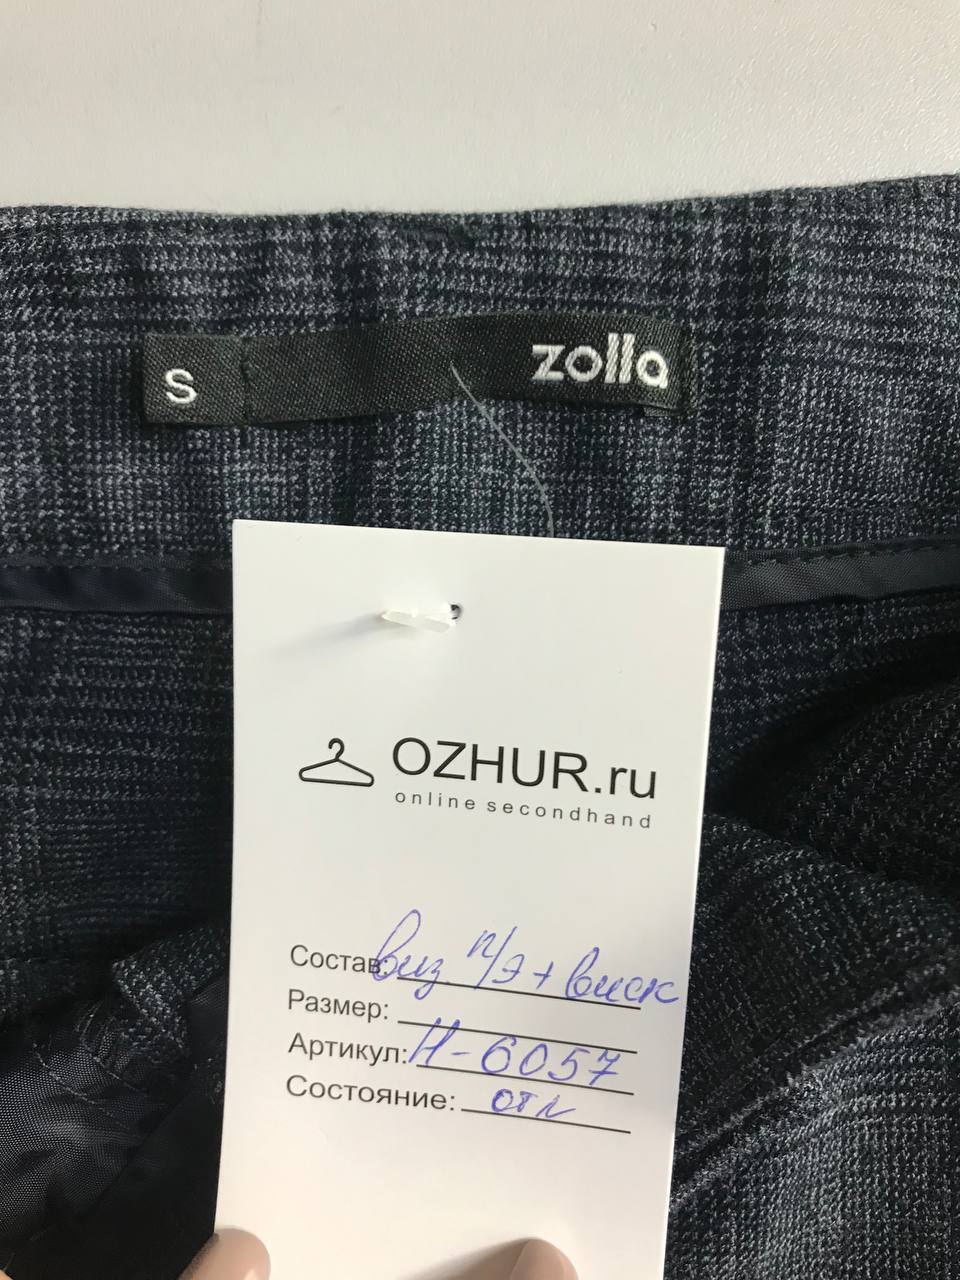 S
zolla
OZHUR.ru
online secondhand
Состав: виз. п/э + виск
Размер:
Артикул: Н-6057
Состояние: отл